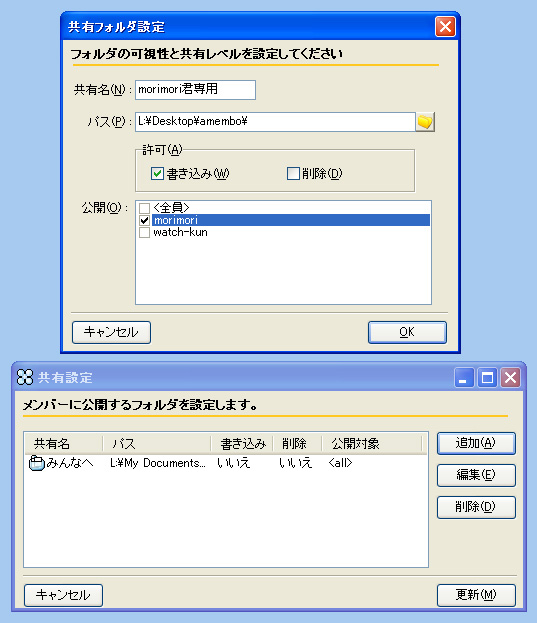 共有フォルダ設定
フォルダの可視性と共有レベルを設定してください
共有名(N): morimori君専用
パス(P): L:¥Desktop¥amembo¥
許可(A)
書き込み(W) 削除(D)
公開(O): <全員>
morimori
watch-kun
キャンセル OK
共有設定
メンバーに公開するフォルダを設定します。
共有名 パス 書き込み 削除 公開対象
みんなへ L:¥My Documents... いいえ いいえ <all>
追加(A)
編集(E)
削除(D)
キャンセル 更新(M)